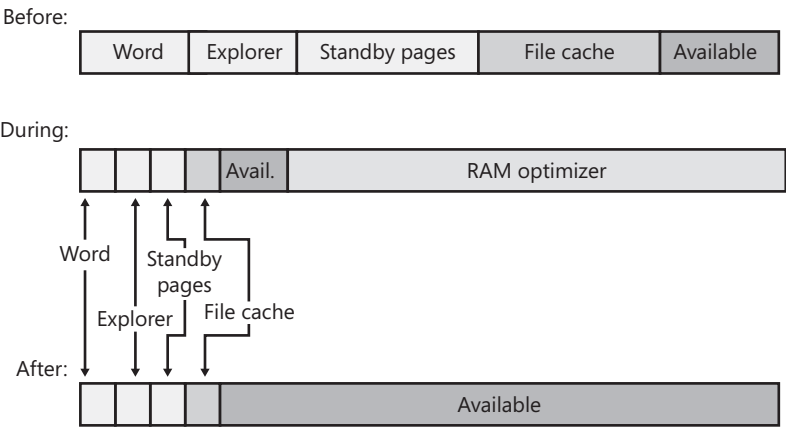 Before:
Word Explorer Standby pages File cache Available
During:
Avail. RAM optimizer
Word
Standby
pages
Explorer
File cache
After:
Available